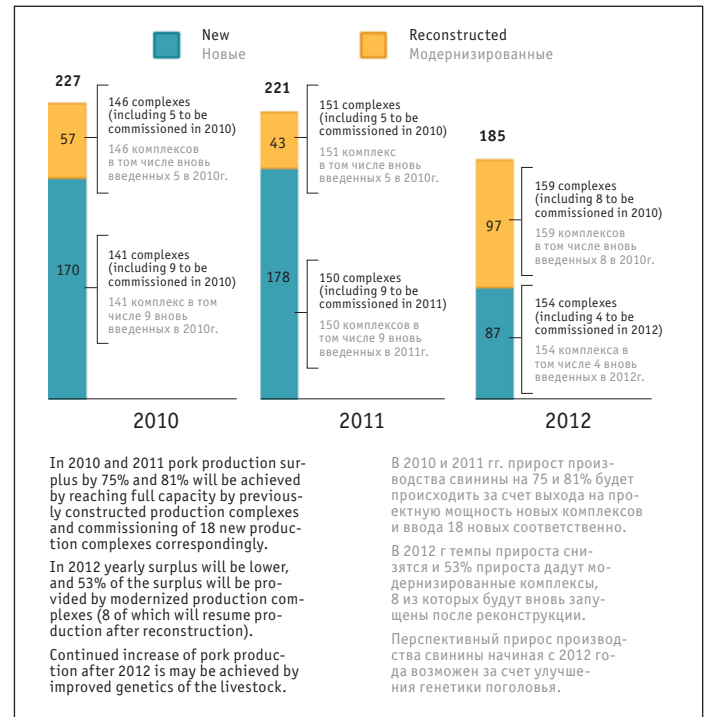 New
Новые
Reconstructed
Модернизированные
227
57
170
146 complexes
(including 5 to be
commissioned in 2010)
146 комплексов
в том числе вновь
введенных 5 в 2010г.
141 complexes
(including 9 to be
commissioned in 2010)
141 комплекс в том
числе 9 вновь
введенных в 2010г.
2010
221
43
178
151 complexes
(including 5 to be
commissioned in 2010)
151 комплекс
в том числе вновь
введенных 5 в 2010г.
150 complexes
(including 9 to be
commissioned in 2011)
150 комплексов в
том числе 9 вновь
введенных в 2011г.
2011
185
97
87
159 complexes
(including 8 to be
commissioned in 2010)
159 комплексов
в том числе вновь
введенных 8 в 2010г.
154 complexes
(including 4 to be
commissioned in 2012)
154 комплекса в
том числе 4 вновь
введенных в 2012г.
2012
In 2010 and 2011 pork production sur-
plus by 75% and 81% will be achieved
by reaching full capacity by previous-
ly constructed production complexes
and commissioning of 18 new produc-
tion complexes correspondingly.
In 2012 yearly surplus will be lower,
and 53% of the surplus will be pro-
vided by modernized production com-
plexes (8 of which will resume pro-
duction after reconstruction).
Continued increase of pork produc-
tion after 2012 is may be achieved by
improved genetics of the livestock.
В 2010 и 2011 гг. прирост произ-
водства свинины на 75 и 81% будет
происходить за счет выхода на про-
ектную мощность новых комплексов
и ввода 18 новых соответственно.
В 2012 г темпы прироста сни-
зятся и 53% прироста дадут мо-
дернизированные комплексы,
8 из которых будут вновь запу-
щены после реконструкции.
Перспективный прирос производ-
ства свинины начиная с 2012 го-
да возможен за счет улучше-
ния генетики поголовья.